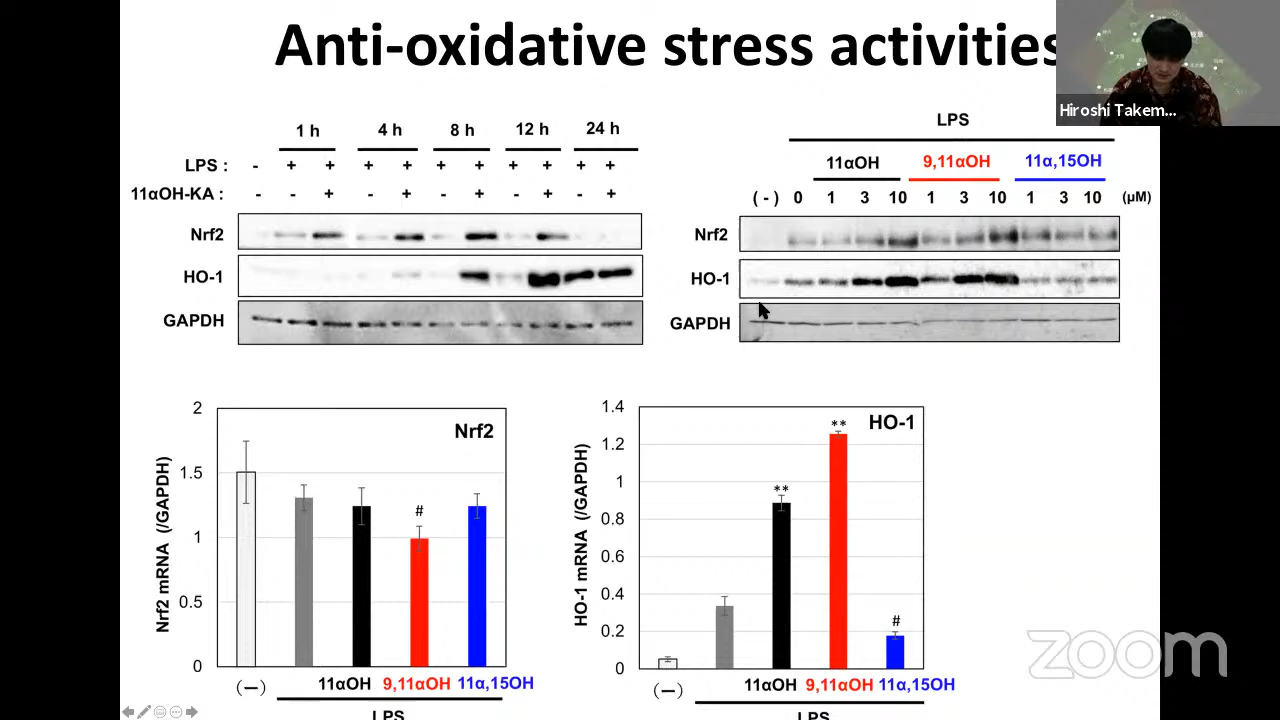 Anti-oxidative stress activities
Hiroshi Takem...
1 h 4 h 8 h 12 h 24 h
LPS : - + + + + + + + + + +
11αOH-KA : - - + - + - + - + - +
Nrf2
HO-1
GAPDH
LPS
11αOH 9,11αOH 11α,15OH
( - ) 0 1 3 10 1 3 10 1 3 10 (μM)
Nrf2
HO-1
GAPDH
Nrf2
Nrf2 mRNA (/GAPDH)
2
1.5
1
0.5
0
#
(－) 11αOH 9,11αOH 11α,15OH
LPS
HO-1
HO-1 mRNA (/GAPDH)
1.4
1.2
1
0.8
0.6
0.4
0.2
0
** ** #
(－) 11αOH 9,11αOH 11α,15OH
LPS
zoom